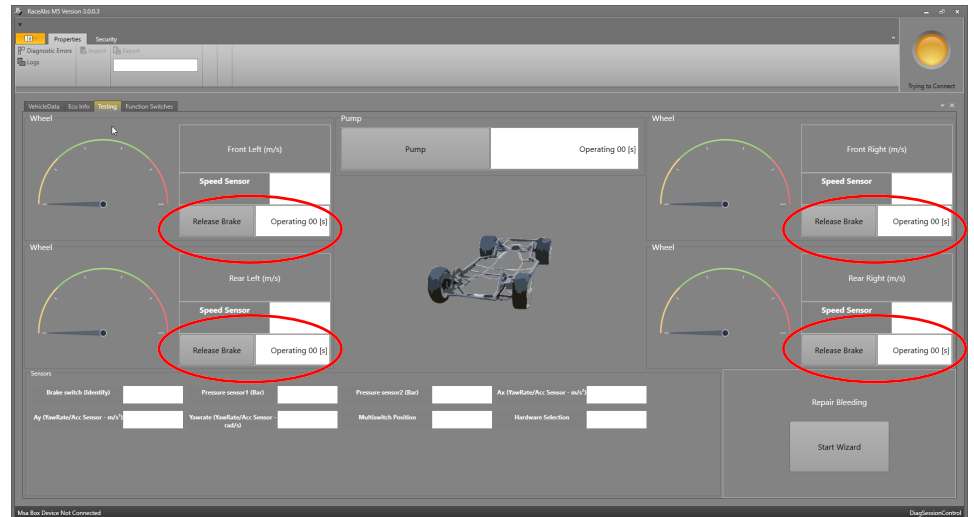 RaceAbs M5 Version 3.0.0.3
Properties Security
Diagnostic Errors Import Export
Logs
Trying to Connect
VehicleData Ecu Info Testing Function Switches
Wheel
Front Left (m/s)
Speed Sensor
Release Brake Operating 00 [s]
Pump
Pump Operating 00 [s]
Wheel
Front Right (m/s)
Speed Sensor
Release Brake Operating 00 [s]
Wheel
Rear Left (m/s)
Speed Sensor
Release Brake Operating 00 [s]
Wheel
Rear Right (m/s)
Speed Sensor
Release Brake Operating 00 [s]
Sensors
Brake switch (Identify) Pressure sensor1 (Bar) Pressure sensor2 (Bar) Ax (YawRate/Acc Sensor - m/s²)
Ay (YawRate/Acc Sensor - m/s²) Yawrate (YawRate/Acc Sensor - rad/s) Multiswitch Position Hardware Selection
Repair Bleeding
Start Wizard
Msa Box Device Not Connected DiagSessionControl